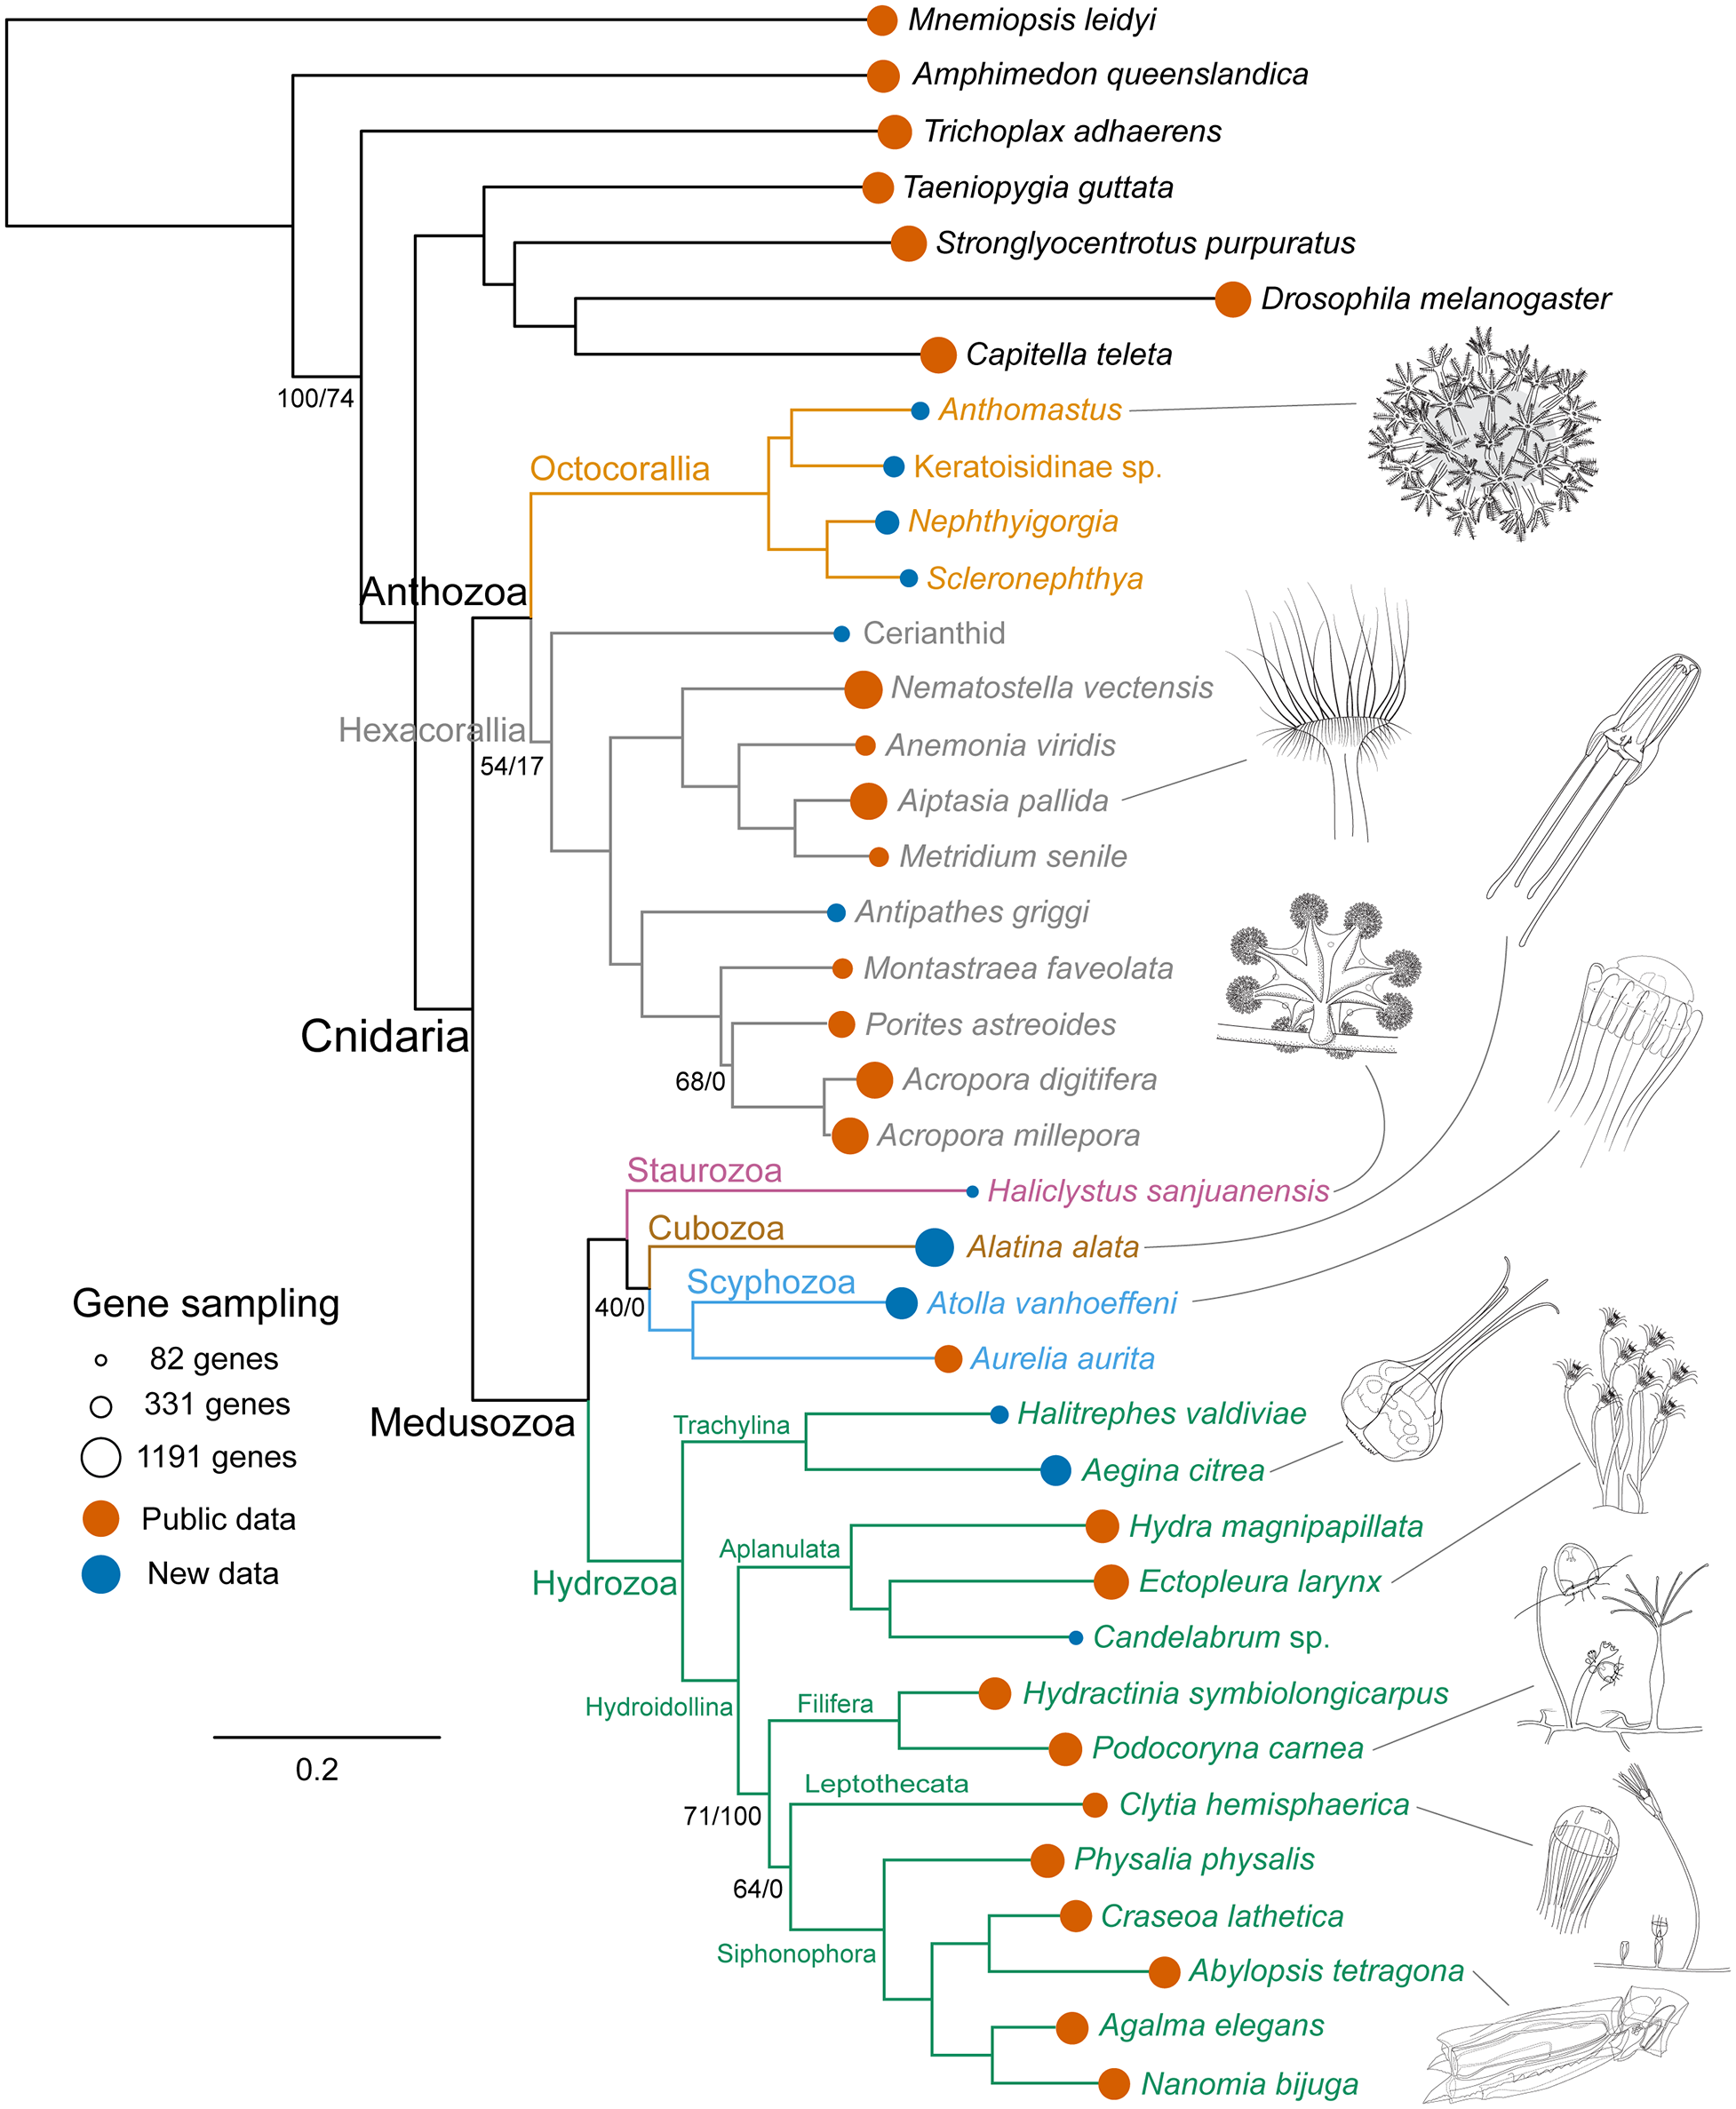 Mnemiopsis leidyi
Amphimedon queenslandica
Trichoplax adhaerens
Taeniopygia guttata
Stronglyocentrotus purpuratus
Drosophila melanogaster
Capitella teleta
100/74
Anthomastus
Octocorallia
Keratoisidinae sp.
Nephthyigorgia
Scleronephthya
Anthozoa
Cerianthid
Nematostella vectensis
Hexacorallia
Anemonia viridis
54/17
Aiptasia pallida
Metridium senile
Antipathes griggi
Montastraea faveolata
Porites astreoides
Cnidaria
68/0
Acropora digitifera
Acropora millepora
Staurozoa
Haliclystus sanjuanensis
Cubozoa
Alatina alata
Scyphozoa
Atolla vanhoeffeni
40/0
Aurelia aurita
Gene sampling
82 genes
331 genes
1191 genes
Public data
New data
Medusozoa
Trachylina
Halitrephes valdiviae
Aegina citrea
Hydra magnipapillata
Aplanulata
Hydrozoa
Ectopleura larynx
Candelabrum sp.
Hydractinia symbiolongicarpus
Hydroidollina
Filifera
Podocoryna carnea
0.2
Leptothecata
Clytia hemisphaerica
71/100
Physalia physalis
64/0
Craseoa lathetica
Siphonophora
Abylopsis tetragona
Agalma elegans
Nanomia bijuga